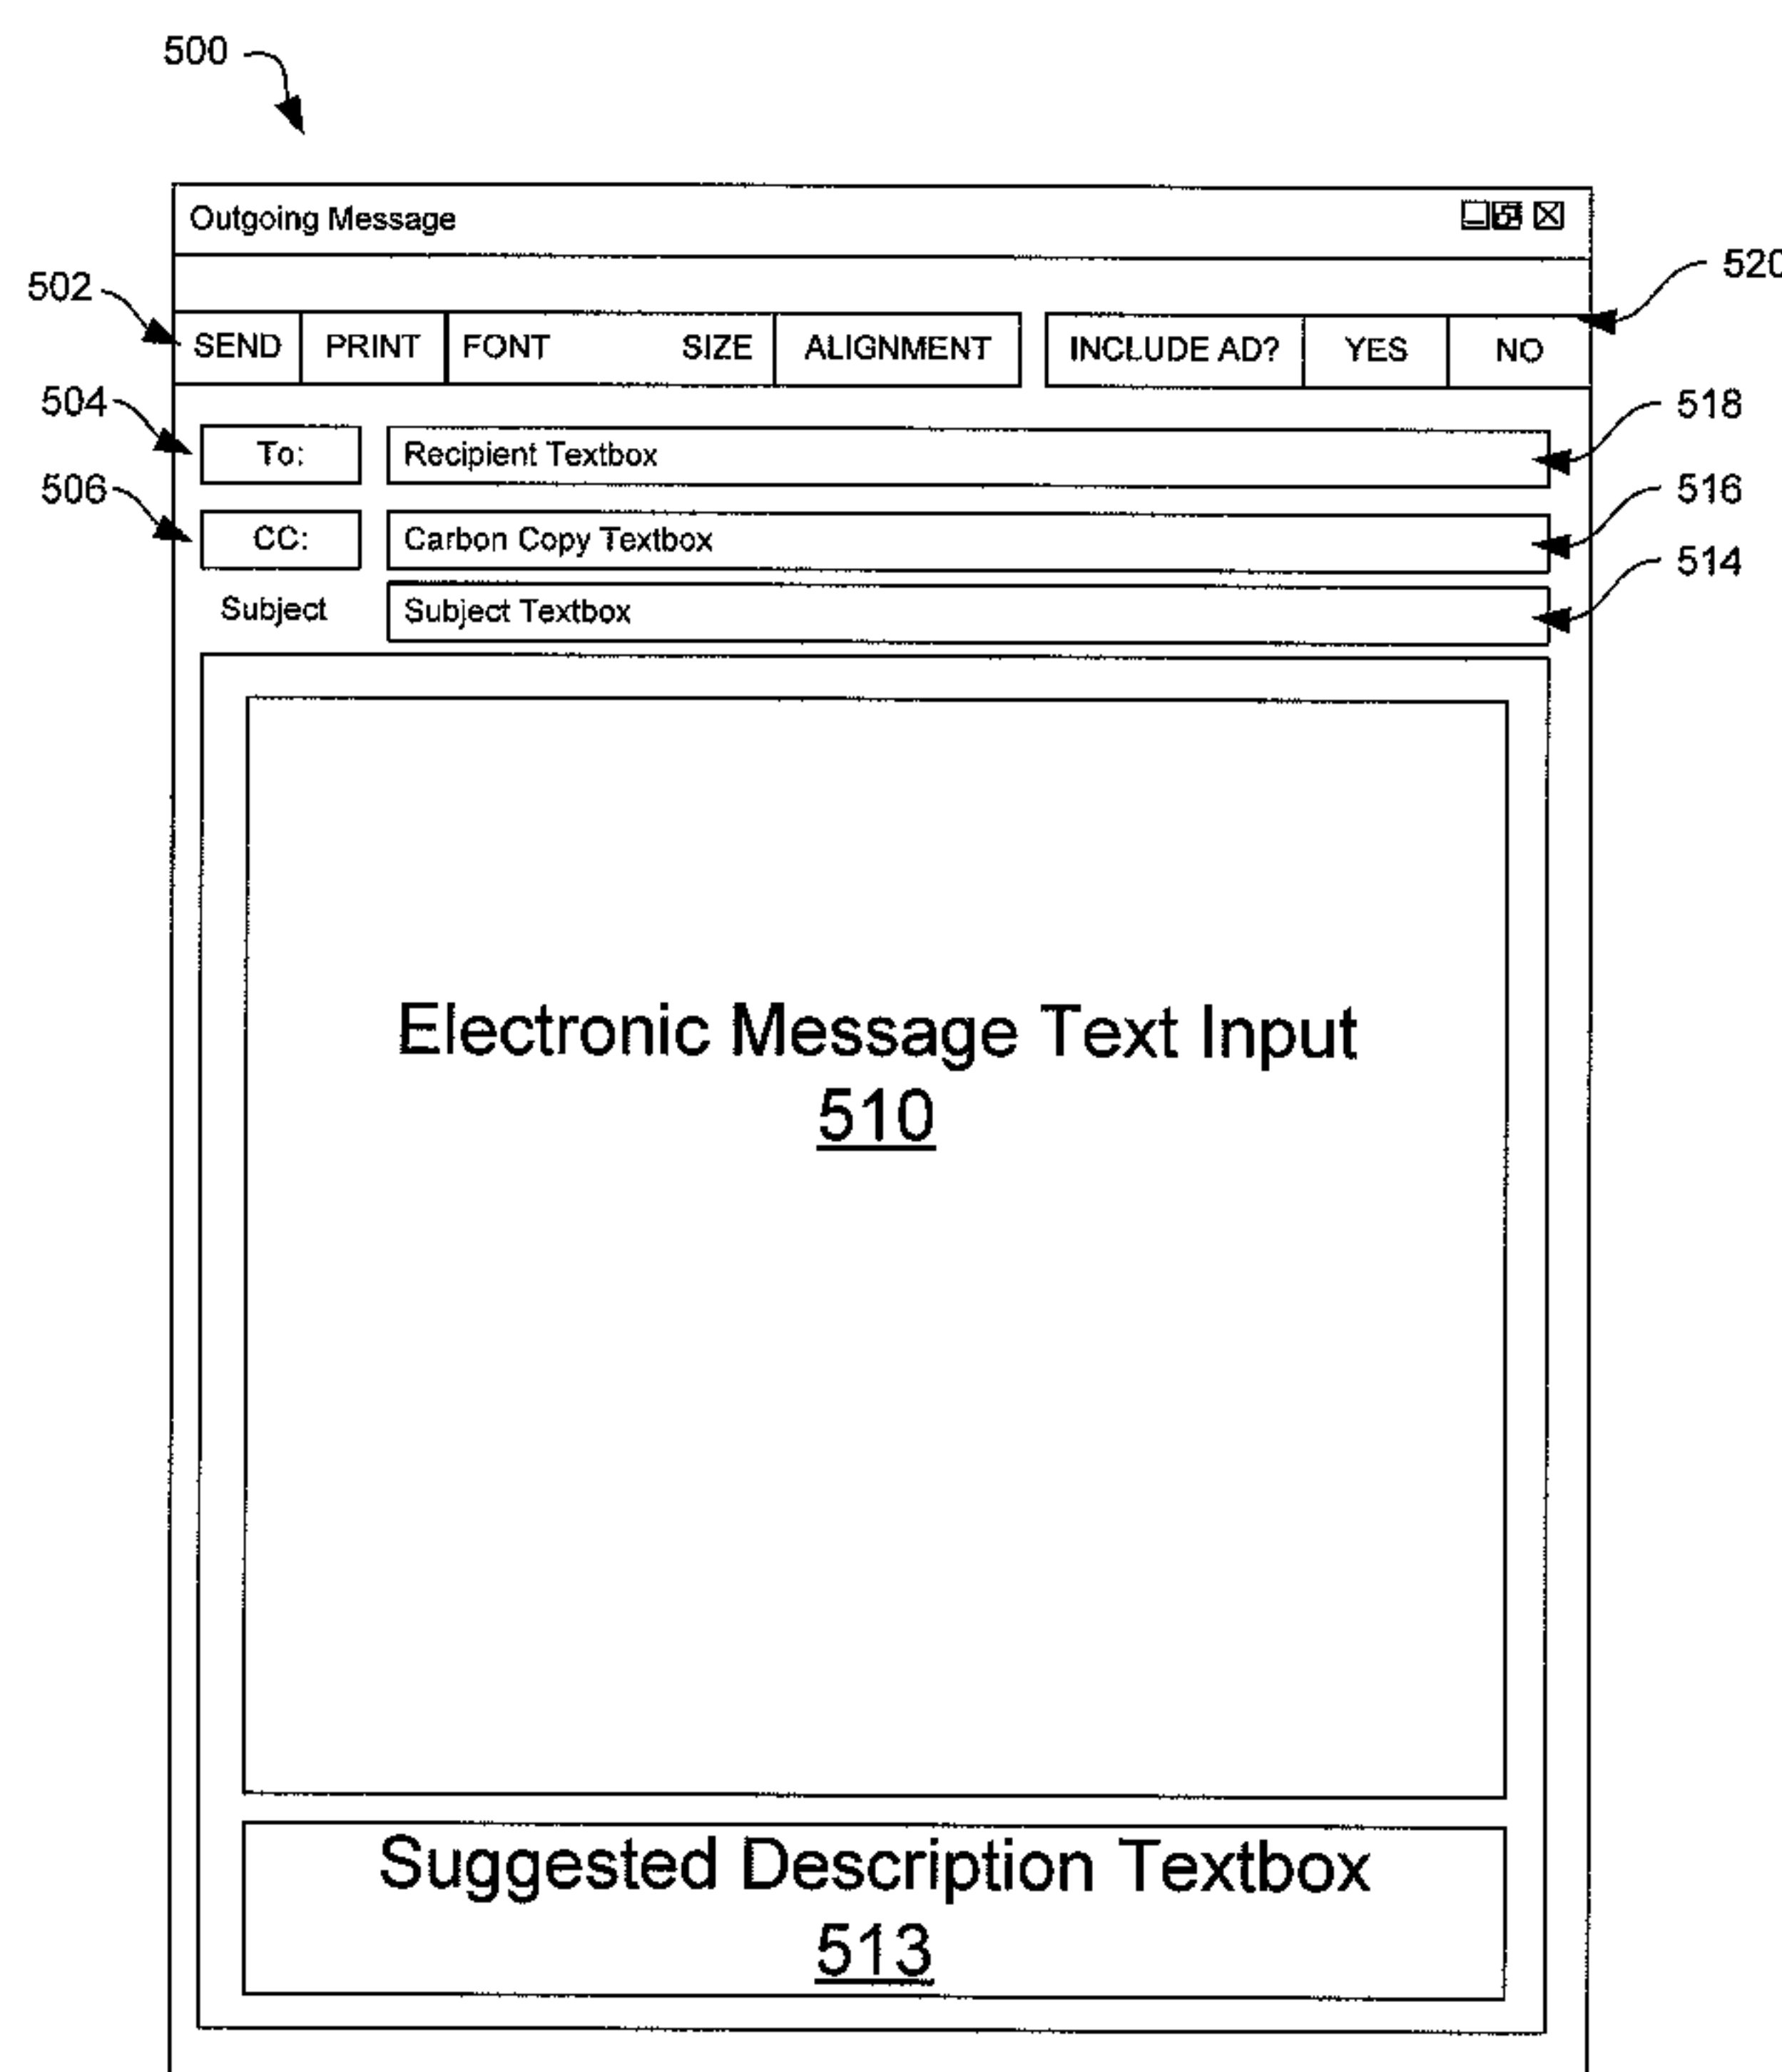 500
Outgoing Message
502
520
SEND PRINT FONT SIZE ALIGNMENT INCLUDE AD? YES NO
504
To: Recipient Textbox
518
506
CC: Carbon Copy Textbox
516
Subject Subject Textbox
514
Electronic Message Text Input
510
Suggested Description Textbox
513